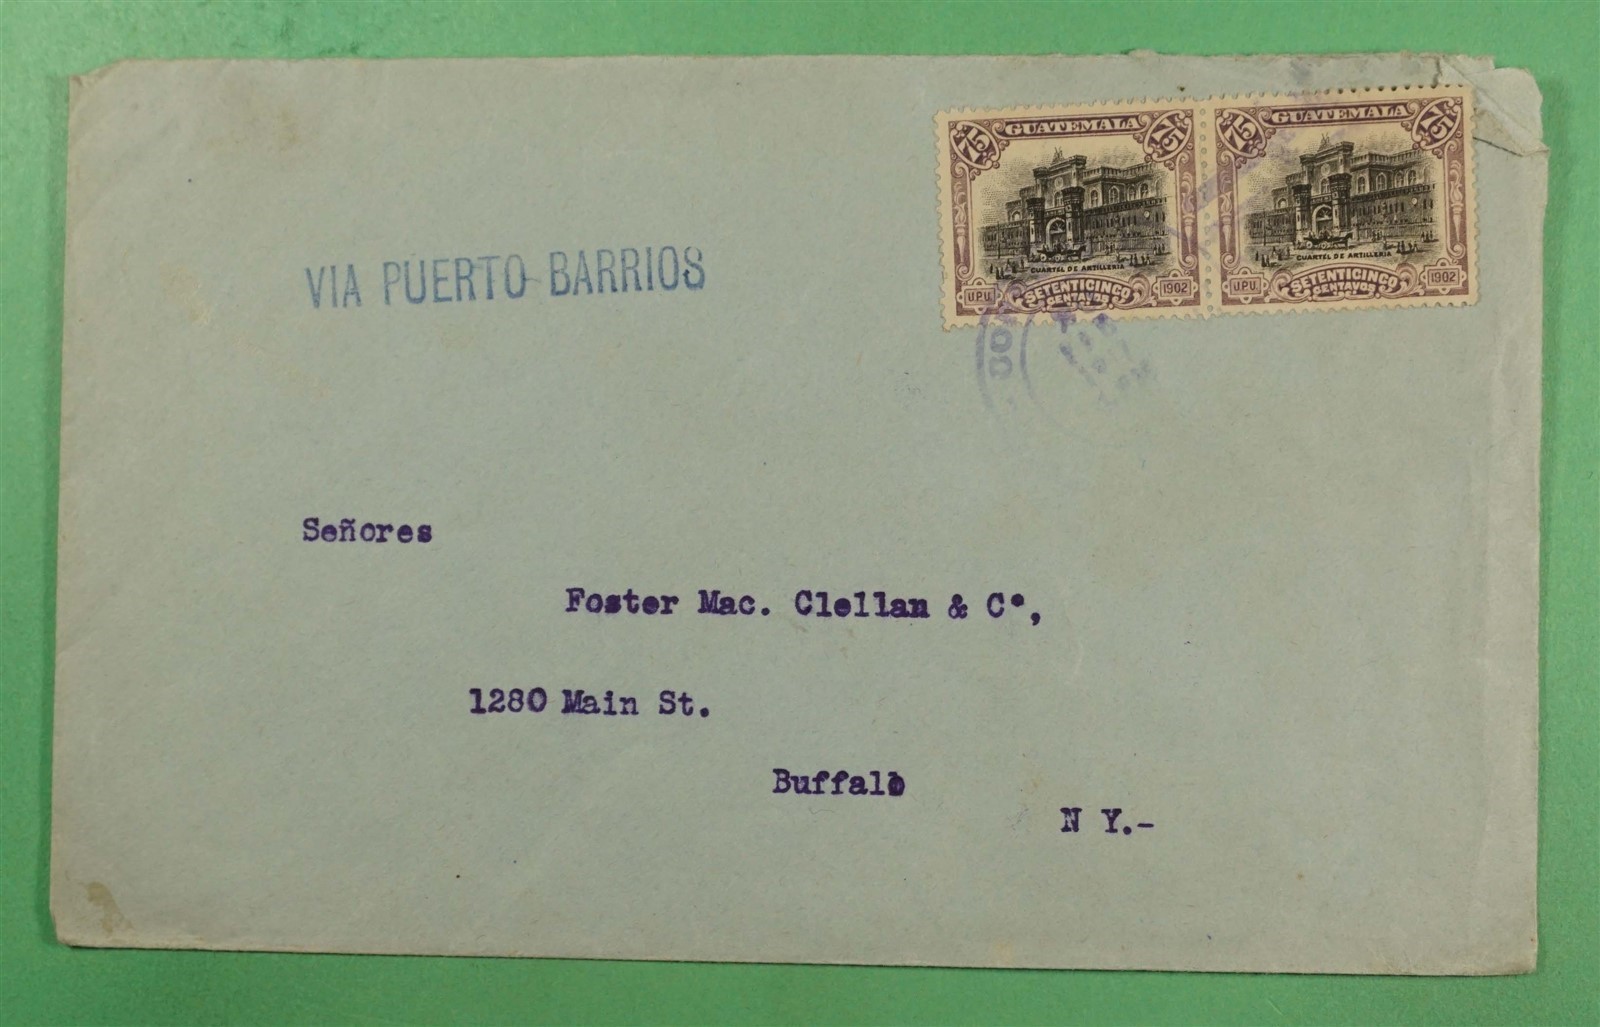 75 GUATEMALA 75
CUARTEL DE ARTILLERIA
U.P.U. SETENTICINCO 1902
CENTAVOS
75 GUATEMALA 75
CUARTEL DE ARTILLERIA
U.P.U. SETENTICINCO 1902
CENTAVOS
VIA PUERTO BARRIOS
Señores
Foster Mac. Clellan & Cº,
1280 Main St.
Buffalo
N Y.-